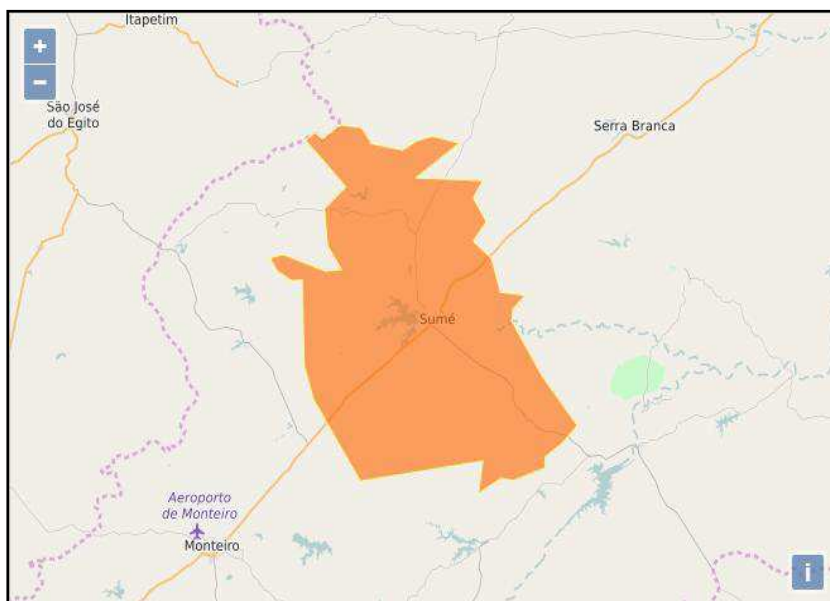 Itapetim
+
−
São José
do Egito
Serra Branca
Sumé
Aeroporto
de Monteiro
Monteiro
i